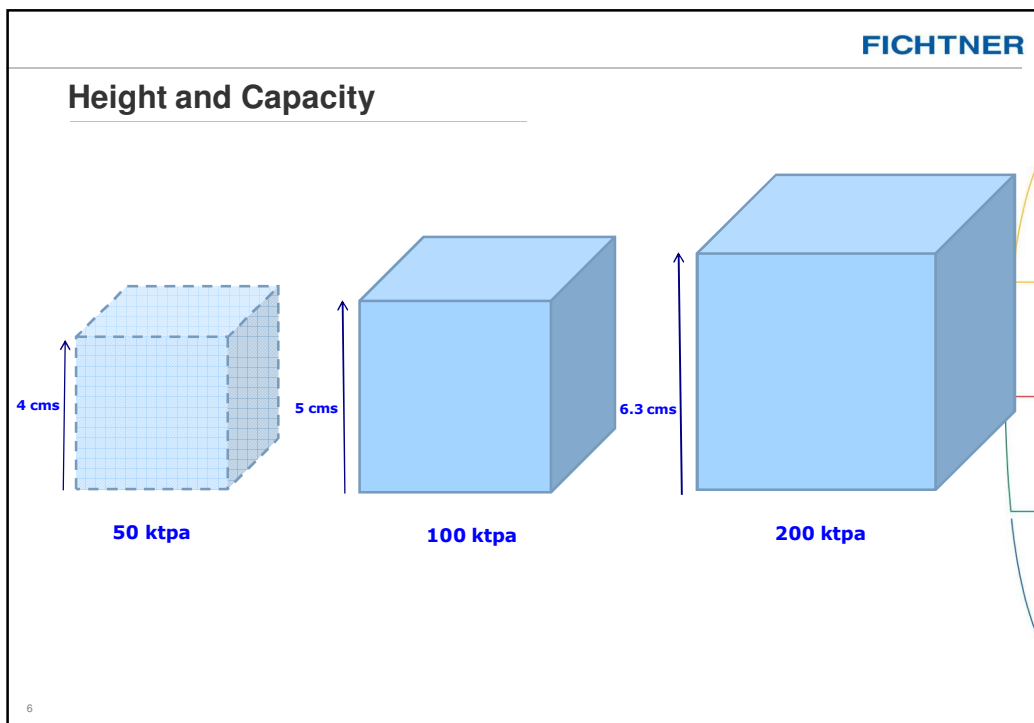 FICHTNER
Height and Capacity
4 cms
5 cms
6.3 cms
50 ktpa
100 ktpa
200 ktpa
6